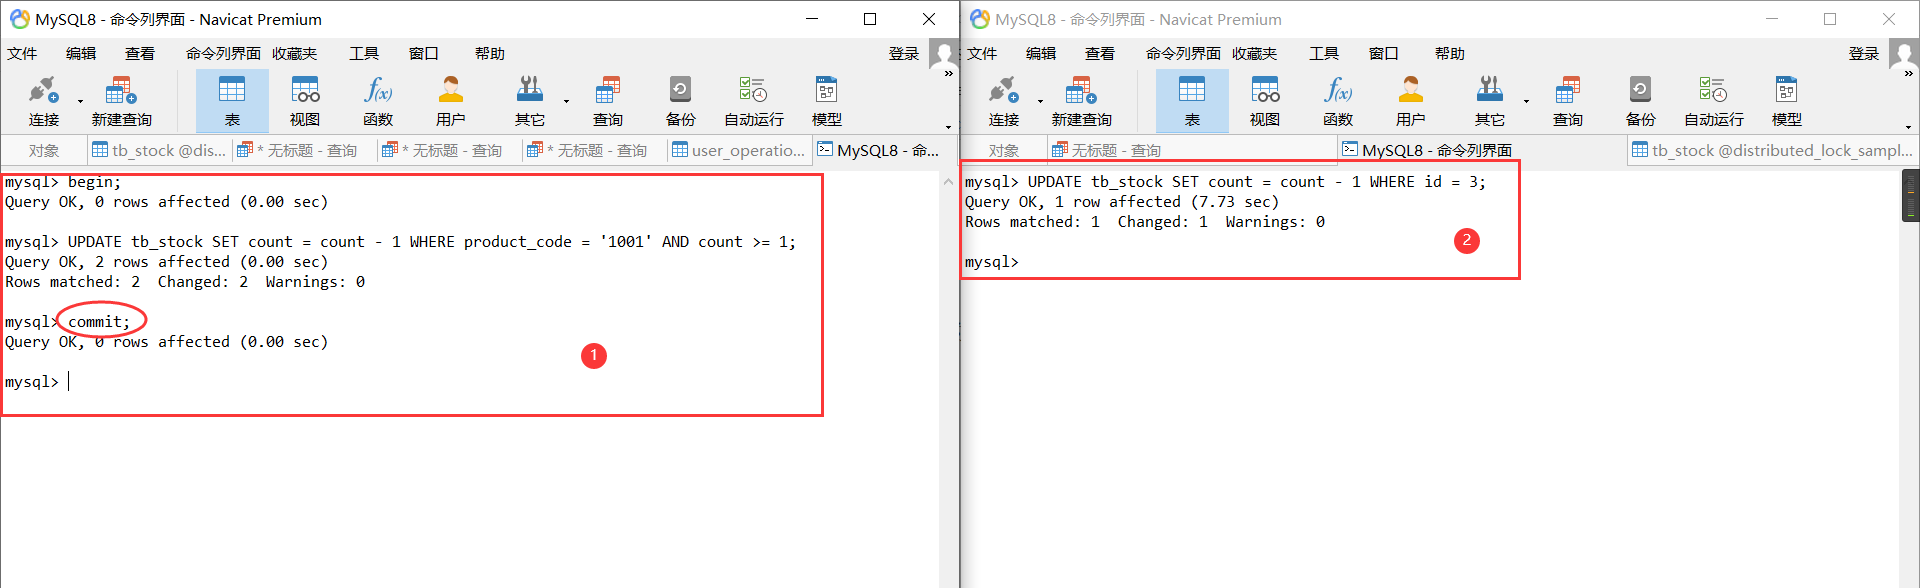 MySQL8 - 命令列界面 - Navicat Premium
文件 编辑 查看 命令列界面 收藏夹 工具 窗口 帮助 登录
连接 新建查询 表 视图 函数 用户 其它 查询 备份 自动运行 模型
对象 tb_stock @dis... * 无标题 - 查询 * 无标题 - 查询 * 无标题 - 查询 user_operatio... MySQL8 - 命...
mysql> begin;
Query OK, 0 rows affected (0.00 sec)
mysql> UPDATE tb_stock SET count = count - 1 WHERE product_code = '1001' AND count >= 1;
Query OK, 2 rows affected (0.00 sec)
Rows matched: 2  Changed: 2  Warnings: 0
mysql> commit;
Query OK, 0 rows affected (0.00 sec)
1
mysql>
MySQL8 - 命令列界面 - Navicat Premium
文件 编辑 查看 命令列界面 收藏夹 工具 窗口 帮助 登录
连接 新建查询 表 视图 函数 用户 其它 查询 备份 自动运行 模型
对象 无标题 - 查询 MySQL8 - 命令列界面 tb_stock @distributed_lock_sampl...
mysql> UPDATE tb_stock SET count = count - 1 WHERE id = 3;
Query OK, 1 row affected (7.73 sec)
Rows matched: 1  Changed: 1  Warnings: 0
2
mysql>